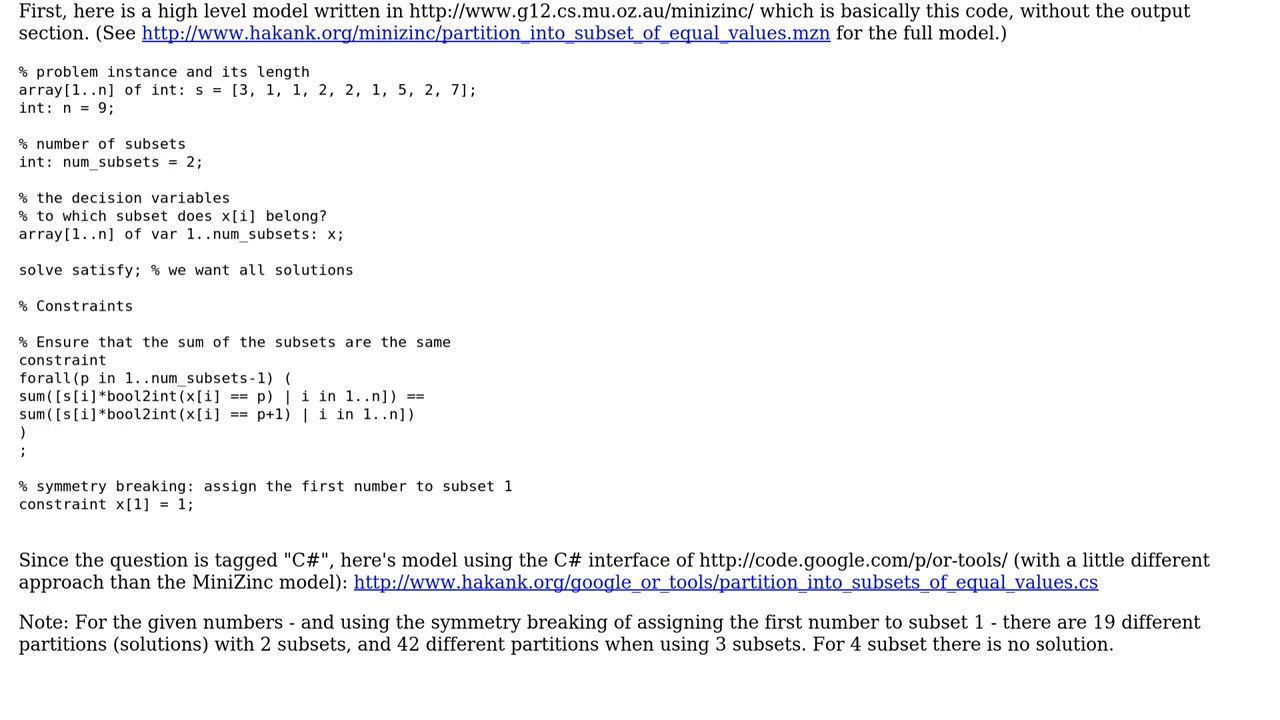 First, here is a high level model written in http://www.g12.cs.mu.oz.au/minizinc/ which is basically this code, without the output
section. (See http://www.hakank.org/minizinc/partition_into_subset_of_equal_values.mzn for the full model.)
% problem instance and its length
array[1..n] of int: s = [3, 1, 1, 2, 2, 1, 5, 2, 7];
int: n = 9;
% number of subsets
int: num_subsets = 2;
% the decision variables
% to which subset does x[i] belong?
array[1..n] of var 1..num_subsets: x;
solve satisfy; % we want all solutions
% Constraints
% Ensure that the sum of the subsets are the same
constraint
forall(p in 1..num_subsets-1) (
sum([s[i]*bool2int(x[i] == p) | i in 1..n]) ==
sum([s[i]*bool2int(x[i] == p+1) | i in 1..n])
)
;
% symmetry breaking: assign the first number to subset 1
constraint x[1] = 1;
Since the question is tagged "C#", here's model using the C# interface of http://code.google.com/p/or-tools/ (with a little different
approach than the MiniZinc model): http://www.hakank.org/google_or_tools/partition_into_subsets_of_equal_values.cs
Note: For the given numbers - and using the symmetry breaking of assigning the first number to subset 1 - there are 19 different
partitions (solutions) with 2 subsets, and 42 different partitions when using 3 subsets. For 4 subset there is no solution.